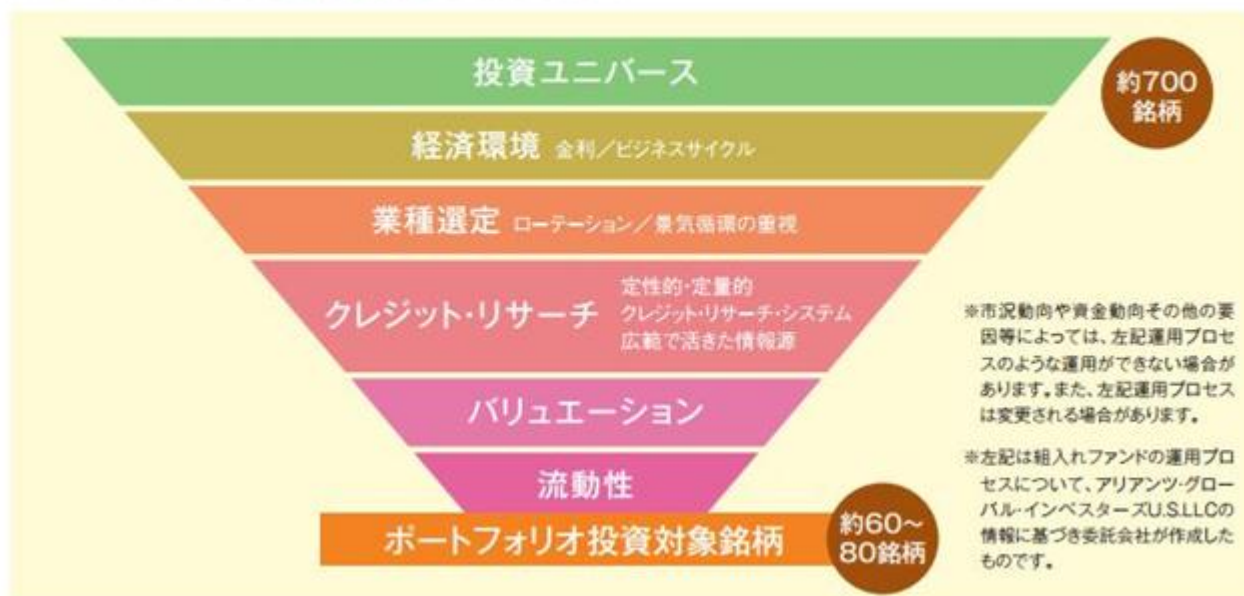 投資ユニバース
約700
銘柄
経済環境 金利／ビジネスサイクル
業種選定 ローテーション／景気循環の重視
クレジット・リサーチ
定性的・定量的
クレジット・リサーチ・システム
広範で活きた情報源
バリュエーション
流動性
ポートフォリオ投資対象銘柄
約60～
80銘柄
※市況動向や資金動向その他の要
因等によっては、左記運用プロセ
スのような運用ができない場合が
あります。また、左記運用プロセス
は変更される場合があります。
※左記は組入れファンドの運用プロ
セスについて、アリアンツ・グロー
バル・インベスターズU.S.LLCの
情報に基づき委託会社が作成した
ものです。